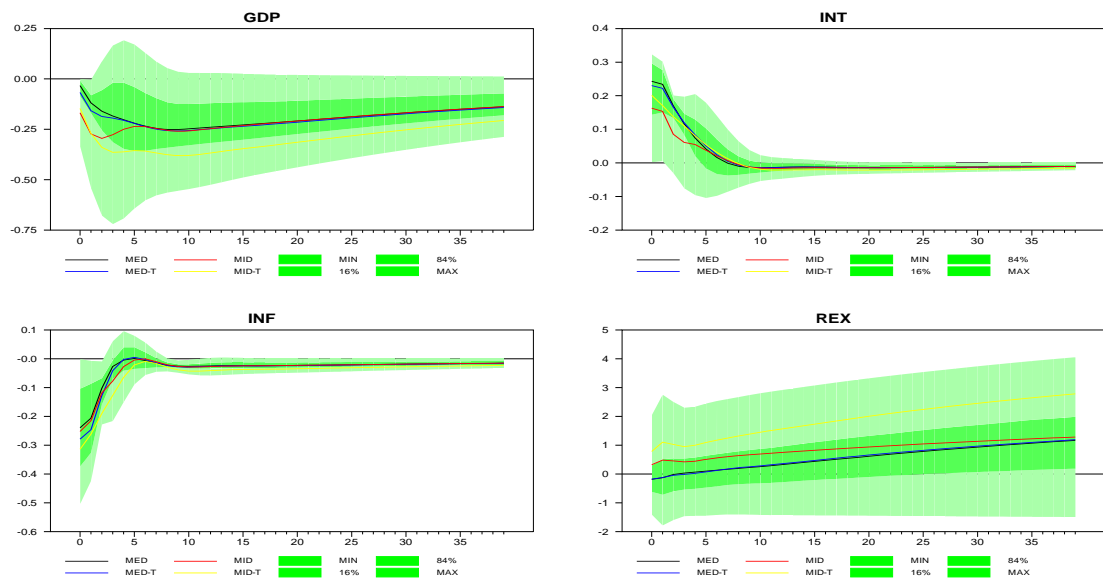 GDP
0.25
0.00
-0.25
-0.50
-0.75
0 5 10 15 20 25 30 35
MED MID MIN 84%
MED-T MID-T 16% MAX
INT
0.4
0.3
0.2
0.1
0.0
-0.1
-0.2
0 5 10 15 20 25 30 35
MED MID MIN 84%
MED-T MID-T 16% MAX
INF
0.1
-0.0
-0.1
-0.2
-0.3
-0.4
-0.5
-0.6
0 5 10 15 20 25 30 35
MED MID MIN 84%
MED-T MID-T 16% MAX
REX
5
4
3
2
1
0
-1
-2
0 5 10 15 20 25 30 35
MED MID MIN 84%
MED-T MID-T 16% MAX